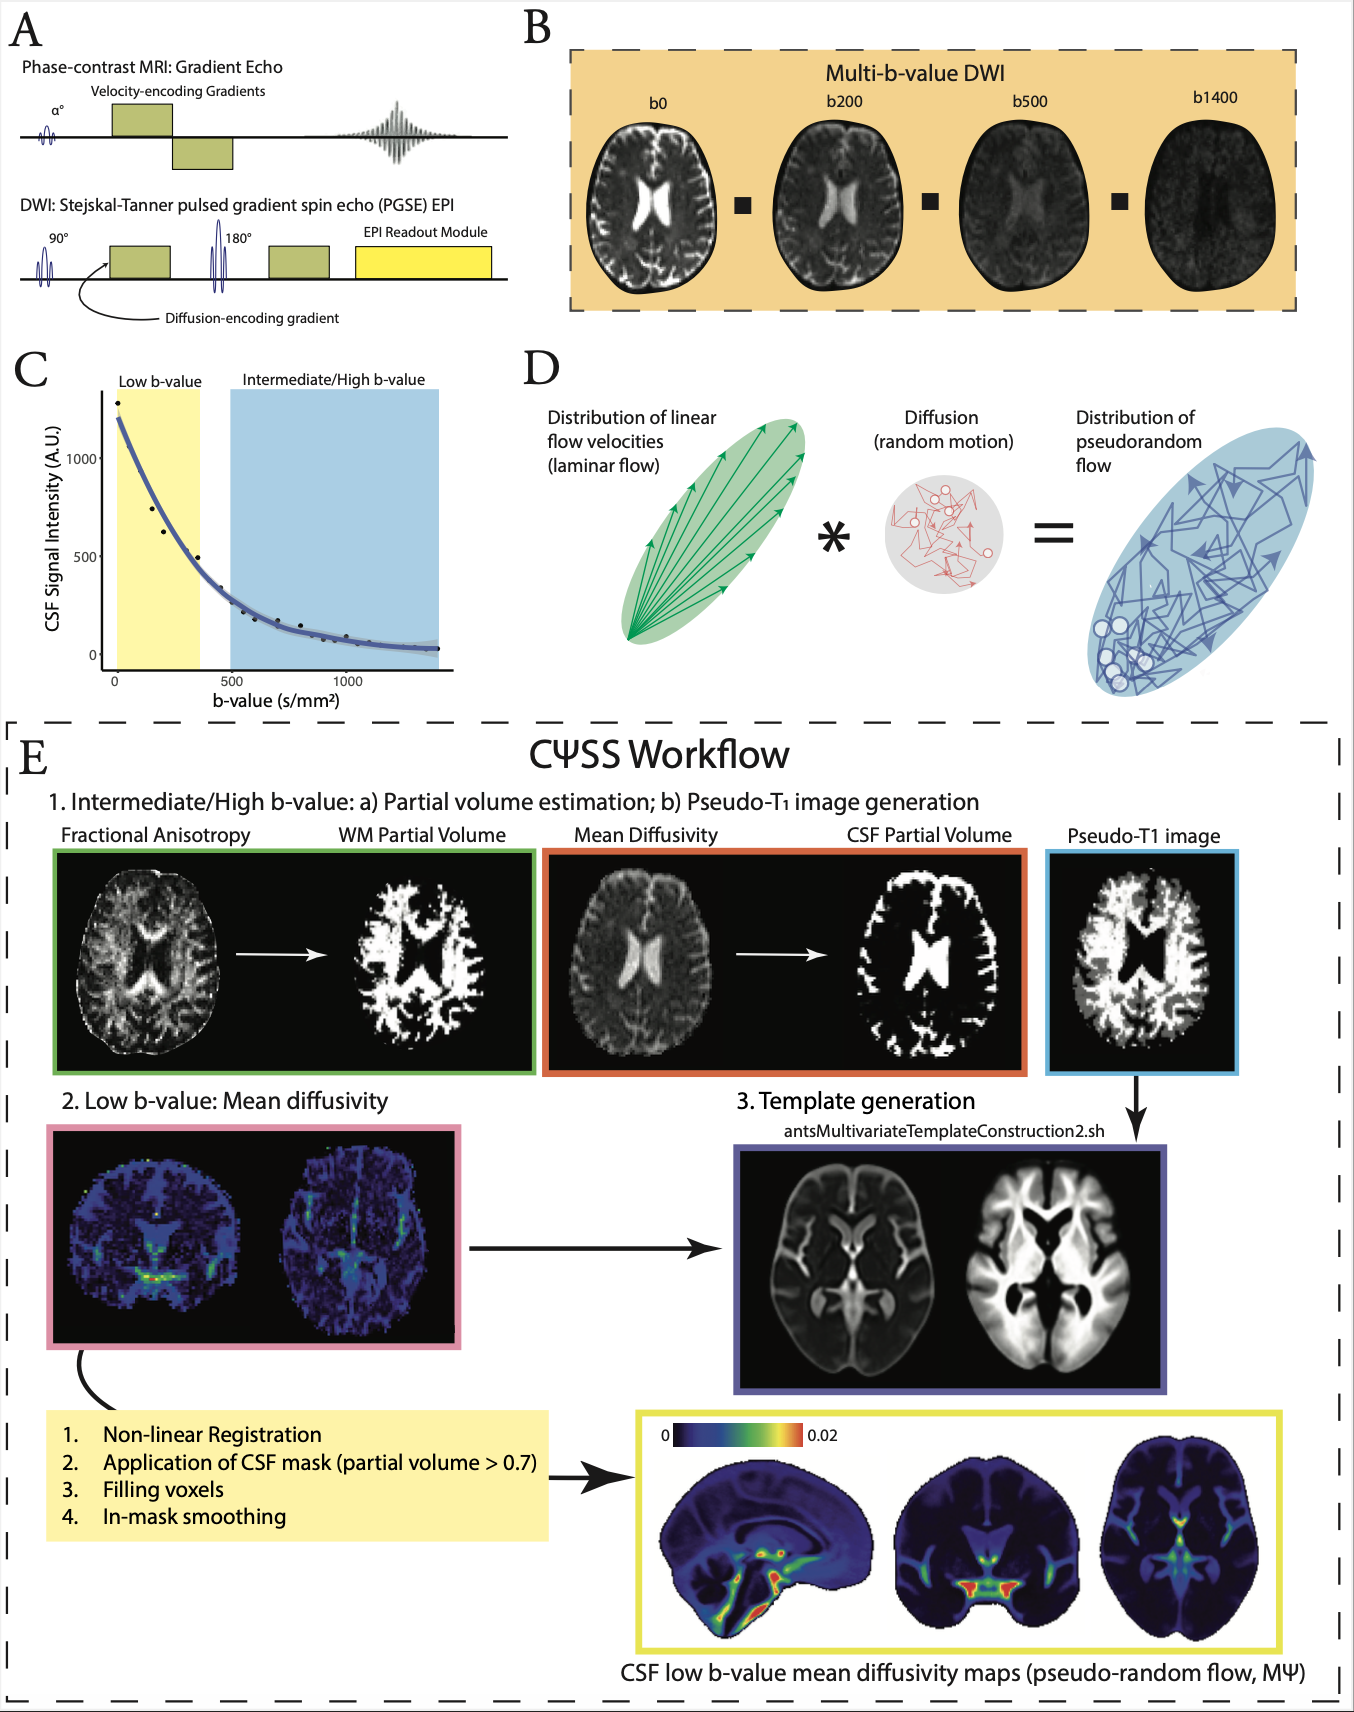 A
Phase-contrast MRI: Gradient Echo
Velocity-encoding Gradients
α°
DWI: Stejskal-Tanner pulsed gradient spin echo (PGSE) EPI
90°
180°
EPI Readout Module
Diffusion-encoding gradient
B
Multi-b-value DWI
b0
b200
b500
b1400
C
Low b-value
Intermediate/High b-value
CSF Signal Intensity (A.U.)
1000
500
0
0
500
1000
b-value (s/mm²)
D
Distribution of linear
flow velocities
(laminar flow)
*
Diffusion
(random motion)
=
Distribution of
pseudorandom
flow
E
CΨSS Workflow
1. Intermediate/High b-value: a) Partial volume estimation; b) Pseudo-T₁ image generation
Fractional Anisotropy
WM Partial Volume
Mean Diffusivity
CSF Partial Volume
Pseudo-T1 image
2. Low b-value: Mean diffusivity
3. Template generation
antsMultivariateTemplateConstruction2.sh
1. Non-linear Registration
2. Application of CSF mask (partial volume > 0.7)
3. Filling voxels
4. In-mask smoothing
0
0.02
CSF low b-value mean diffusivity maps (pseudo-random flow, MΨ)